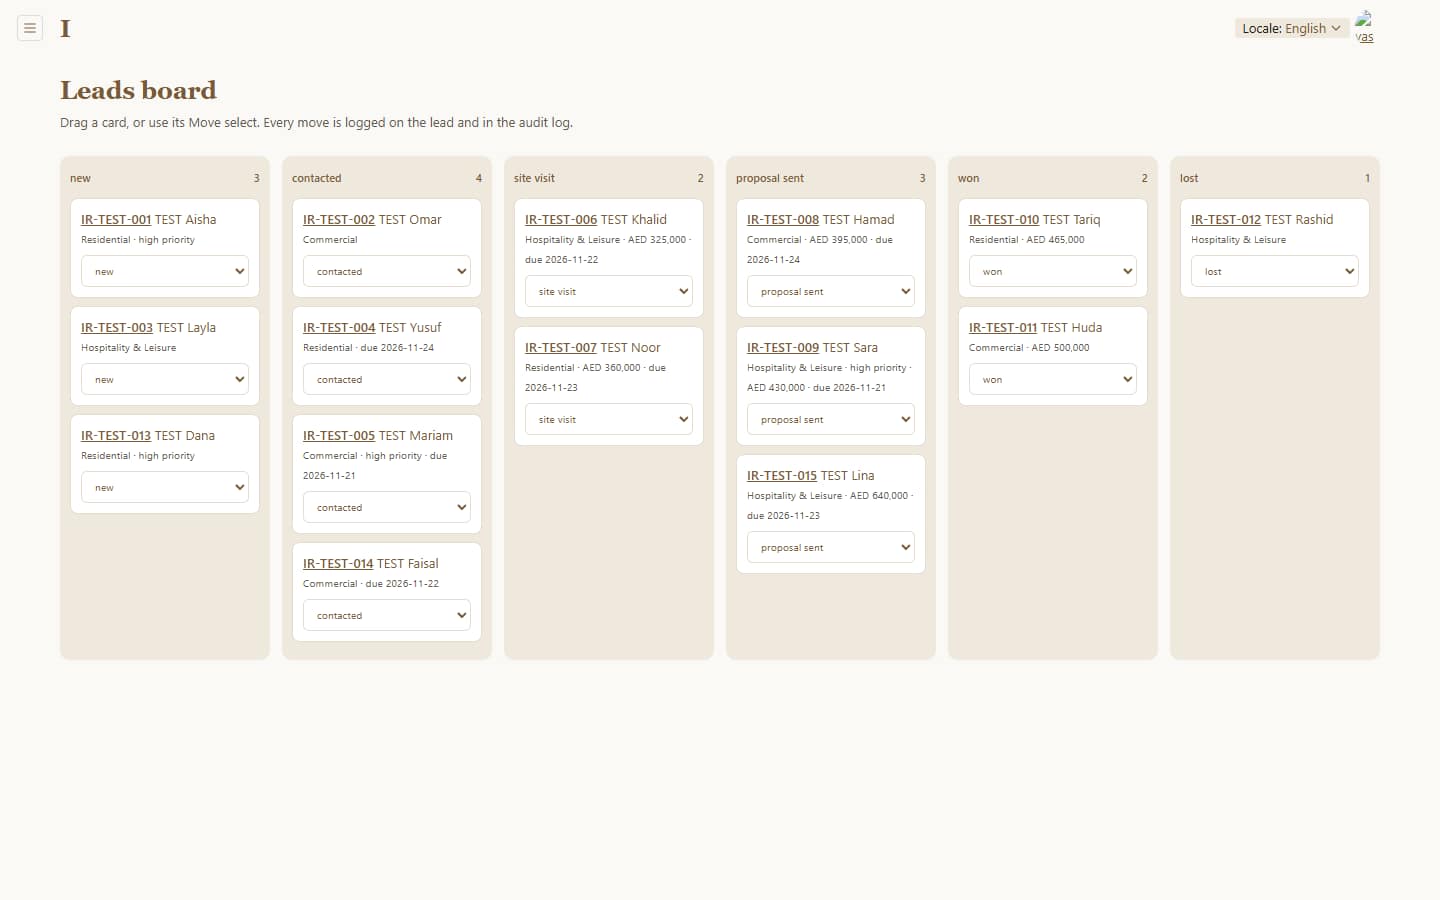 I
Locale: English
vas
Leads board
Drag a card, or use its Move select. Every move is logged on the lead and in the audit log.
new 3
IR-TEST-001 TEST Aisha
Residential · high priority
new
IR-TEST-003 TEST Layla
Hospitality & Leisure
new
IR-TEST-013 TEST Dana
Residential · high priority
new
contacted 4
IR-TEST-002 TEST Omar
Commercial
contacted
IR-TEST-004 TEST Yusuf
Residential · due 2026-11-24
contacted
IR-TEST-005 TEST Mariam
Commercial · high priority · due
2026-11-21
contacted
IR-TEST-014 TEST Faisal
Commercial · due 2026-11-22
contacted
site visit 2
IR-TEST-006 TEST Khalid
Hospitality & Leisure · AED 325,000 ·
due 2026-11-22
site visit
IR-TEST-007 TEST Noor
Residential · AED 360,000 · due
2026-11-23
site visit
proposal sent 3
IR-TEST-008 TEST Hamad
Commercial · AED 395,000 · due
2026-11-24
proposal sent
IR-TEST-009 TEST Sara
Hospitality & Leisure · high priority ·
AED 430,000 · due 2026-11-21
proposal sent
IR-TEST-015 TEST Lina
Hospitality & Leisure · AED 640,000 ·
due 2026-11-23
proposal sent
won 2
IR-TEST-010 TEST Tariq
Residential · AED 465,000
won
IR-TEST-011 TEST Huda
Commercial · AED 500,000
won
lost 1
IR-TEST-012 TEST Rashid
Hospitality & Leisure
lost